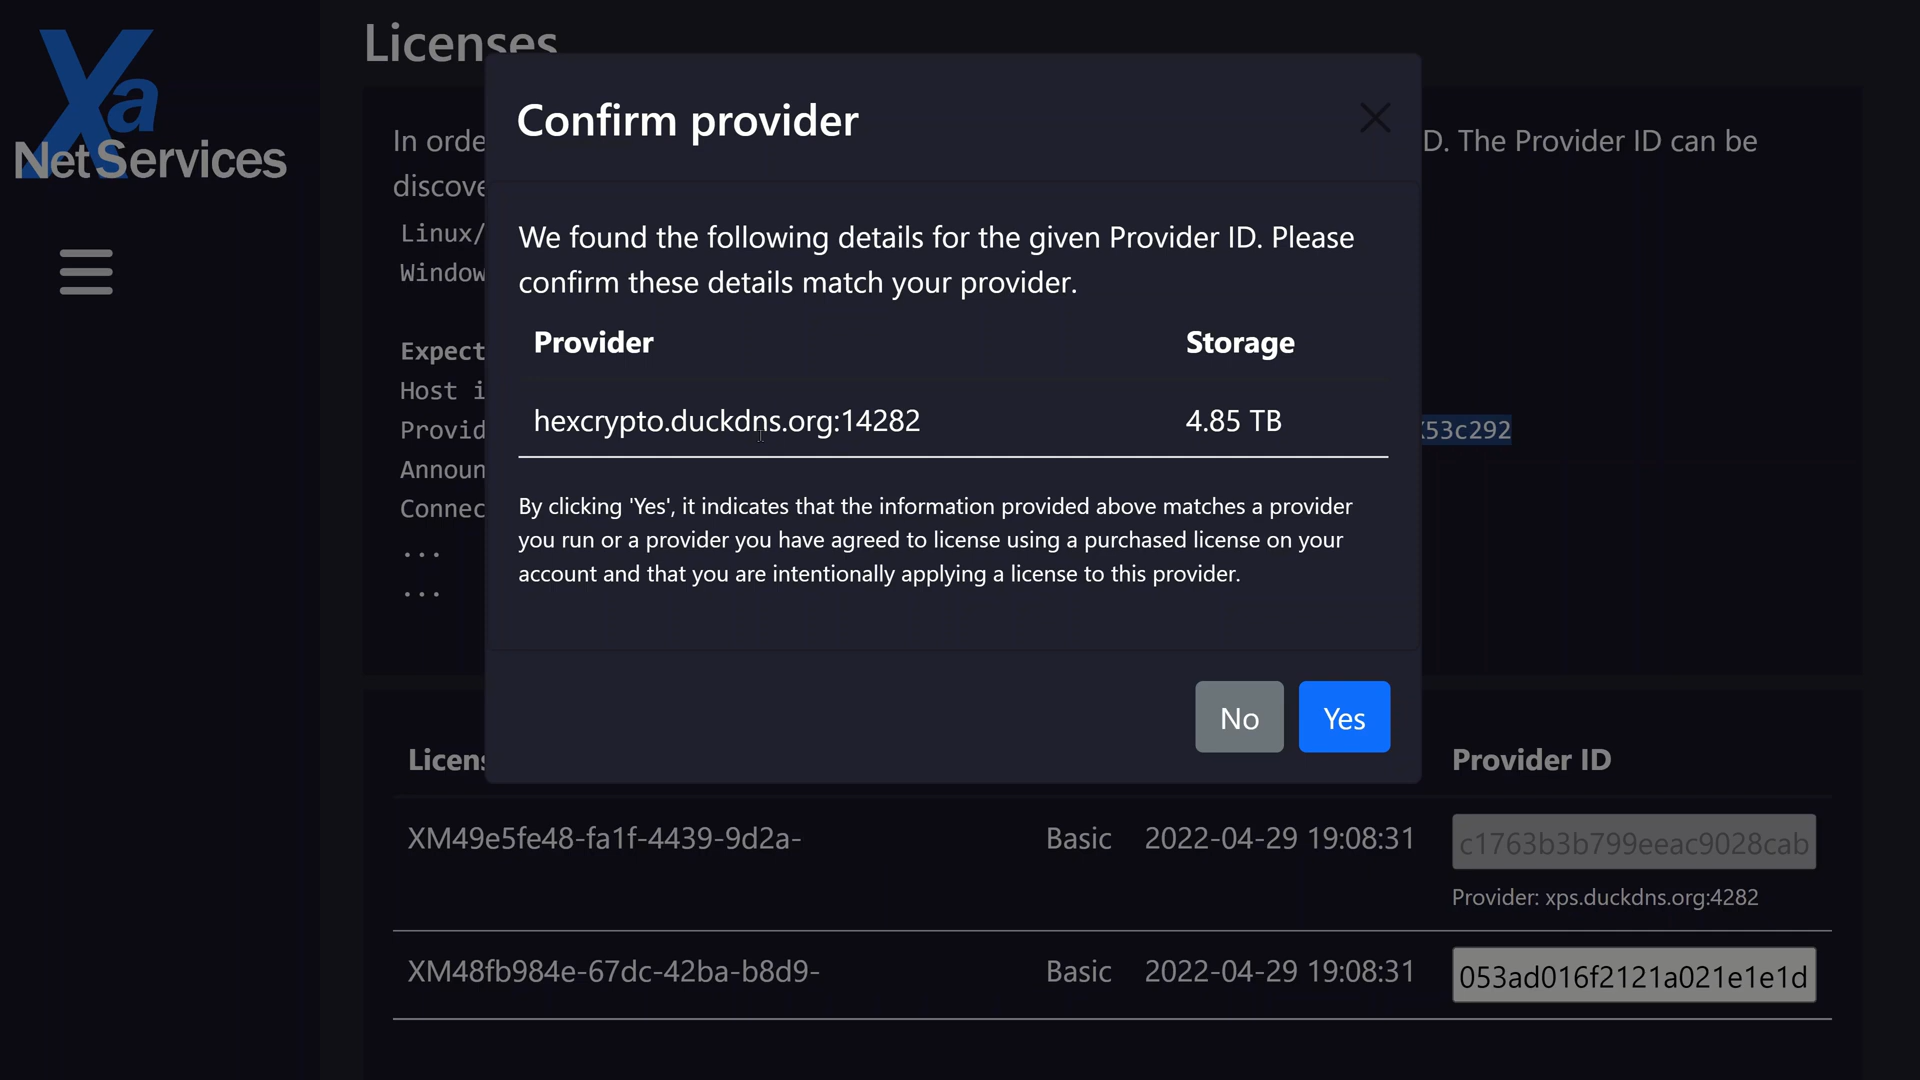 Xa
NetServices
Licenses
Confirm provider
In orde
D. The Provider ID can be
discove
We found the following details for the given Provider ID. Please
confirm these details match your provider.
Linux/
Window
Provider Storage
Expect
Host i
hexcrypto.duckdns.org:14282 4.85 TB
Provid
53c292
Announ
Connec
...
...
By clicking 'Yes', it indicates that the information provided above matches a provider
you run or a provider you have agreed to license using a purchased license on your
account and that you are intentionally applying a license to this provider.
No Yes
Licens Provider ID
XM49e5fe48-fa1f-4439-9d2a- Basic 2022-04-29 19:08:31 c1763b3b799eeac9028cab
Provider: xps.duckdns.org:4282
XM48fb984e-67dc-42ba-b8d9- Basic 2022-04-29 19:08:31 053ad016f2121a021e1e1d